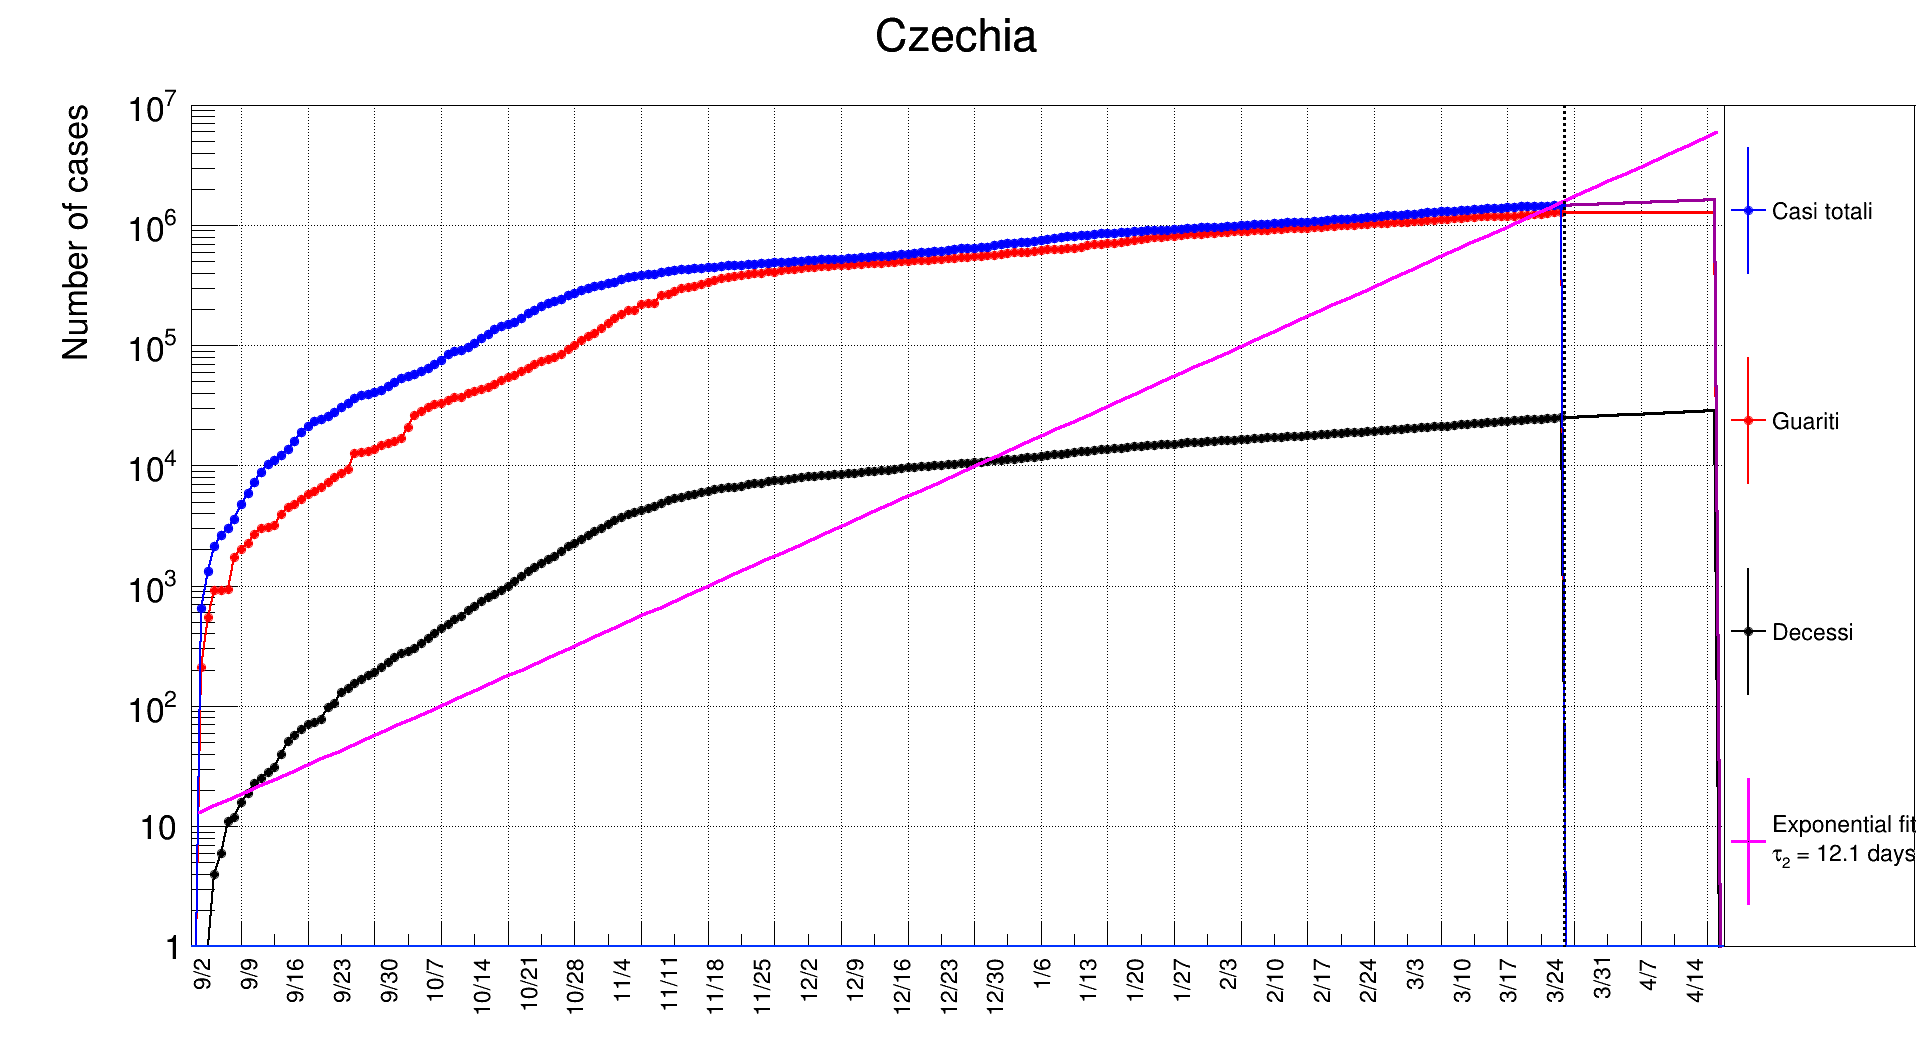 Czechia
Number of cases
10^7
10^6
10^5
10^4
10^3
10^2
10
1
9/2 9/9 9/16 9/23 9/30 10/7 10/14 10/21 10/28 11/4 11/11 11/18 11/25 12/2 12/9 12/16 12/23 12/30 1/6 1/13 1/20 1/27 2/3 2/10 2/17 2/24 3/3 3/10 3/17 3/24 3/31 4/7 4/14
Casi totali
Guariti
Decessi
Exponential fit
τ₂ = 12.1 days